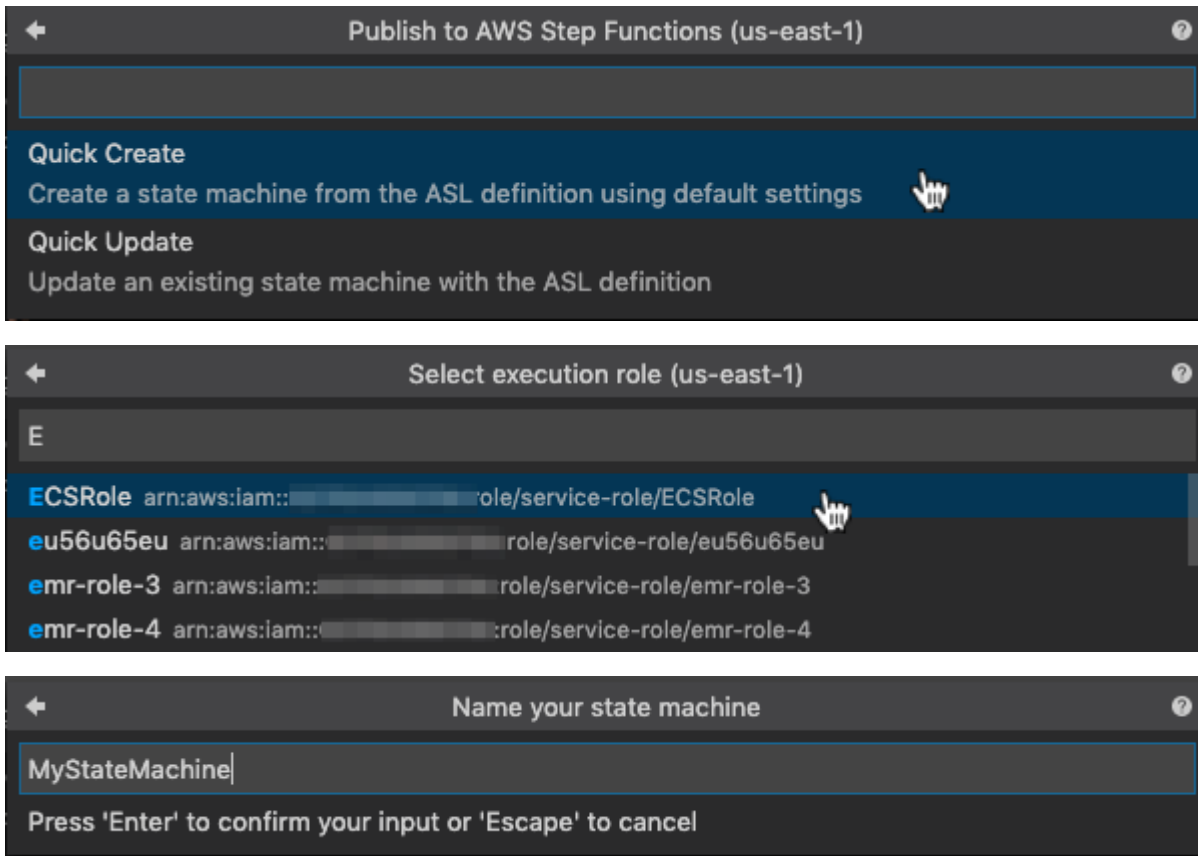 Publish to AWS Step Functions (us-east-1)
Quick Create
Create a state machine from the ASL definition using default settings
Quick Update
Update an existing state machine with the ASL definition
Select execution role (us-east-1)
E
ECSRole arn:aws:iam:: role/service-role/ECSRole
eu56u65eu arn:aws:iam:: role/service-role/eu56u65eu
emr-role-3 arn:aws:iam:: :role/service-role/emr-role-3
emr-role-4 arn:aws:iam:: :role/service-role/emr-role-4
Name your state machine
MyStateMachine
Press 'Enter' to confirm your input or 'Escape' to cancel